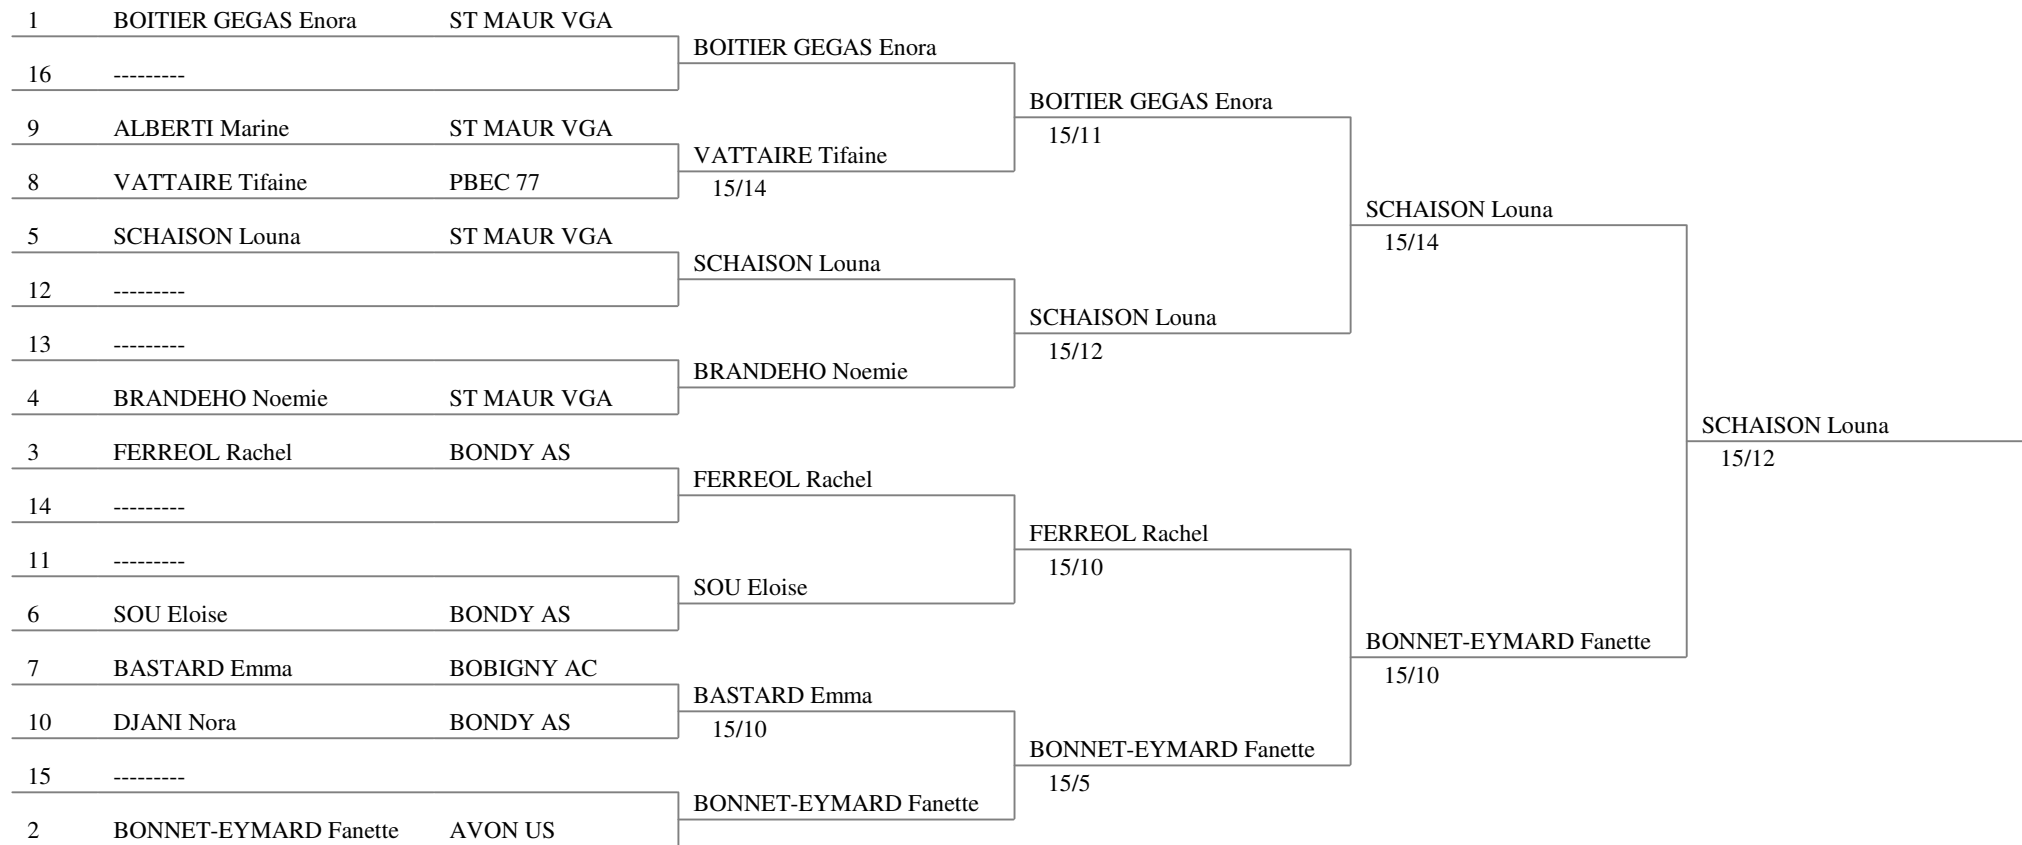 1 BOITIER GEGAS Enora ST MAUR VGA
BOITIER GEGAS Enora
16 ---------
BOITIER GEGAS Enora
15/11
9 ALBERTI Marine ST MAUR VGA
VATTAIRE Tifaine
15/14
8 VATTAIRE Tifaine PBEC 77
SCHAISON Louna
15/14
5 SCHAISON Louna ST MAUR VGA
SCHAISON Louna
12 ---------
SCHAISON Louna
15/12
13 ---------
BRANDEHO Noemie
4 BRANDEHO Noemie ST MAUR VGA
SCHAISON Louna
15/12
3 FERREOL Rachel BONDY AS
FERREOL Rachel
14 ---------
FERREOL Rachel
15/10
11 ---------
SOU Eloise
6 SOU Eloise BONDY AS
BONNET-EYMARD Fanette
15/10
7 BASTARD Emma BOBIGNY AC
BASTARD Emma
15/10
10 DJANI Nora BONDY AS
BONNET-EYMARD Fanette
15/5
15 ---------
BONNET-EYMARD Fanette
2 BONNET-EYMARD Fanette AVON US